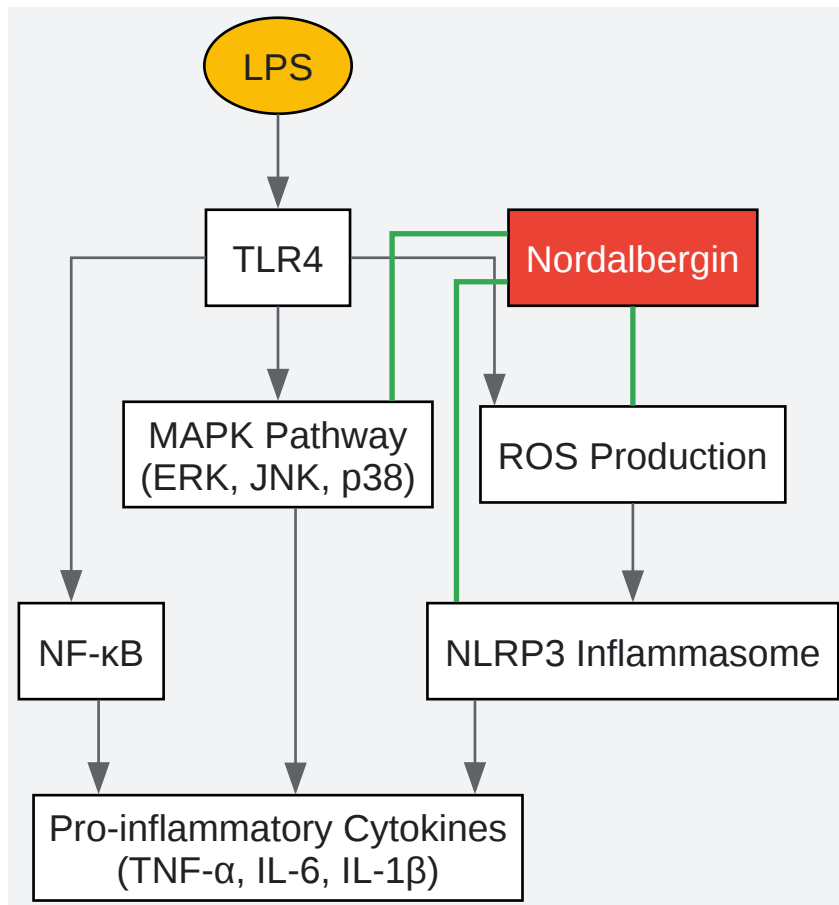 LPS
TLR4
Nordalbergin
MAPK Pathway
(ERK, JNK, p38)
ROS Production
NF-κB
NLRP3 Inflammasome
Pro-inflammatory Cytokines
(TNF-α, IL-6, IL-1β)